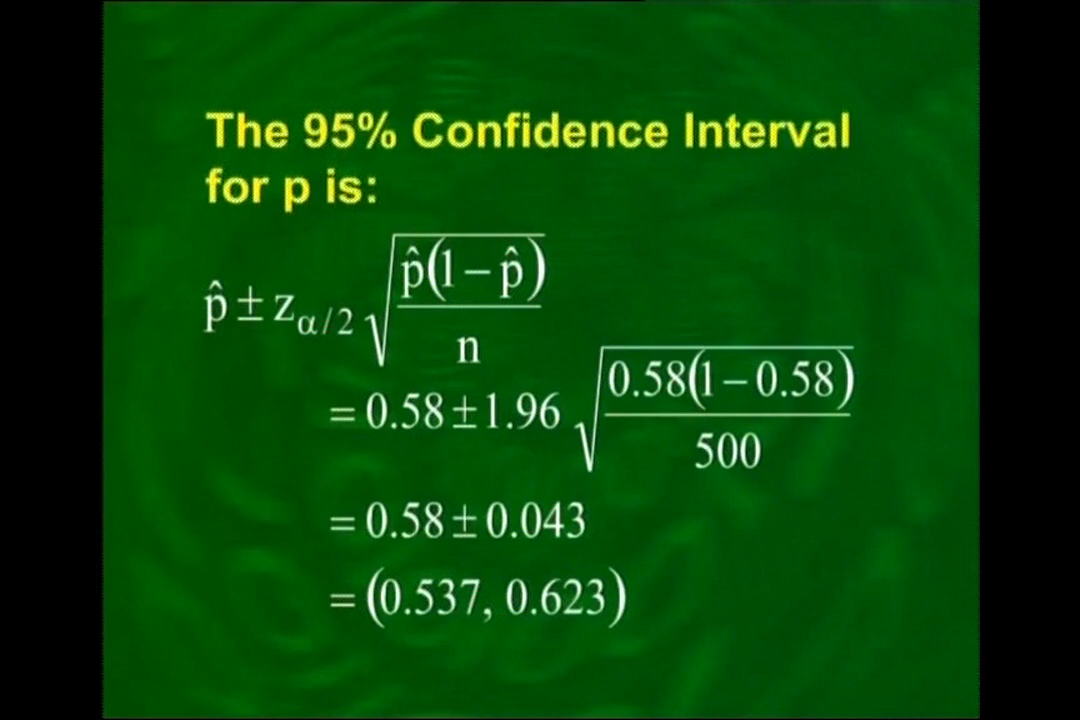 The 95% Confidence Interval
for p is:
p̂ ± z_{α/2} √(p̂(1 − p̂) / n)
= 0.58 ± 1.96 √(0.58(1 − 0.58) / 500)
= 0.58 ± 0.043
= (0.537, 0.623)